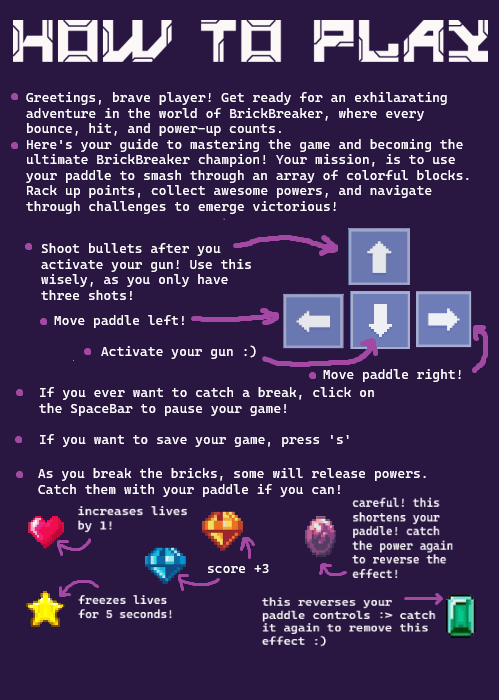 HOW TO PLAY
Greetings, brave player! Get ready for an exhilarating
adventure in the world of BrickBreaker, where every
bounce, hit, and power-up counts.
Here's your guide to mastering the game and becoming the
ultimate BrickBreaker champion! Your mission, is to use
your paddle to smash through an array of colorful blocks.
Rack up points, collect awesome powers, and navigate
through challenges to emerge victorious!
Shoot bullets after you
activate your gun! Use this
wisely, as you only have
three shots!
Move paddle left!
Activate your gun :)
Move paddle right!
If you ever want to catch a break, click on
the SpaceBar to pause your game!
If you want to save your game, press 's'
As you break the bricks, some will release powers.
Catch them with your paddle if you can!
increases lives
by 1!
score +3
careful! this
shortens your
paddle! catch
the power again
to reverse the
effect!
freezes lives
for 5 seconds!
this reverses your
paddle controls :> catch
it again to remove this
effect :)